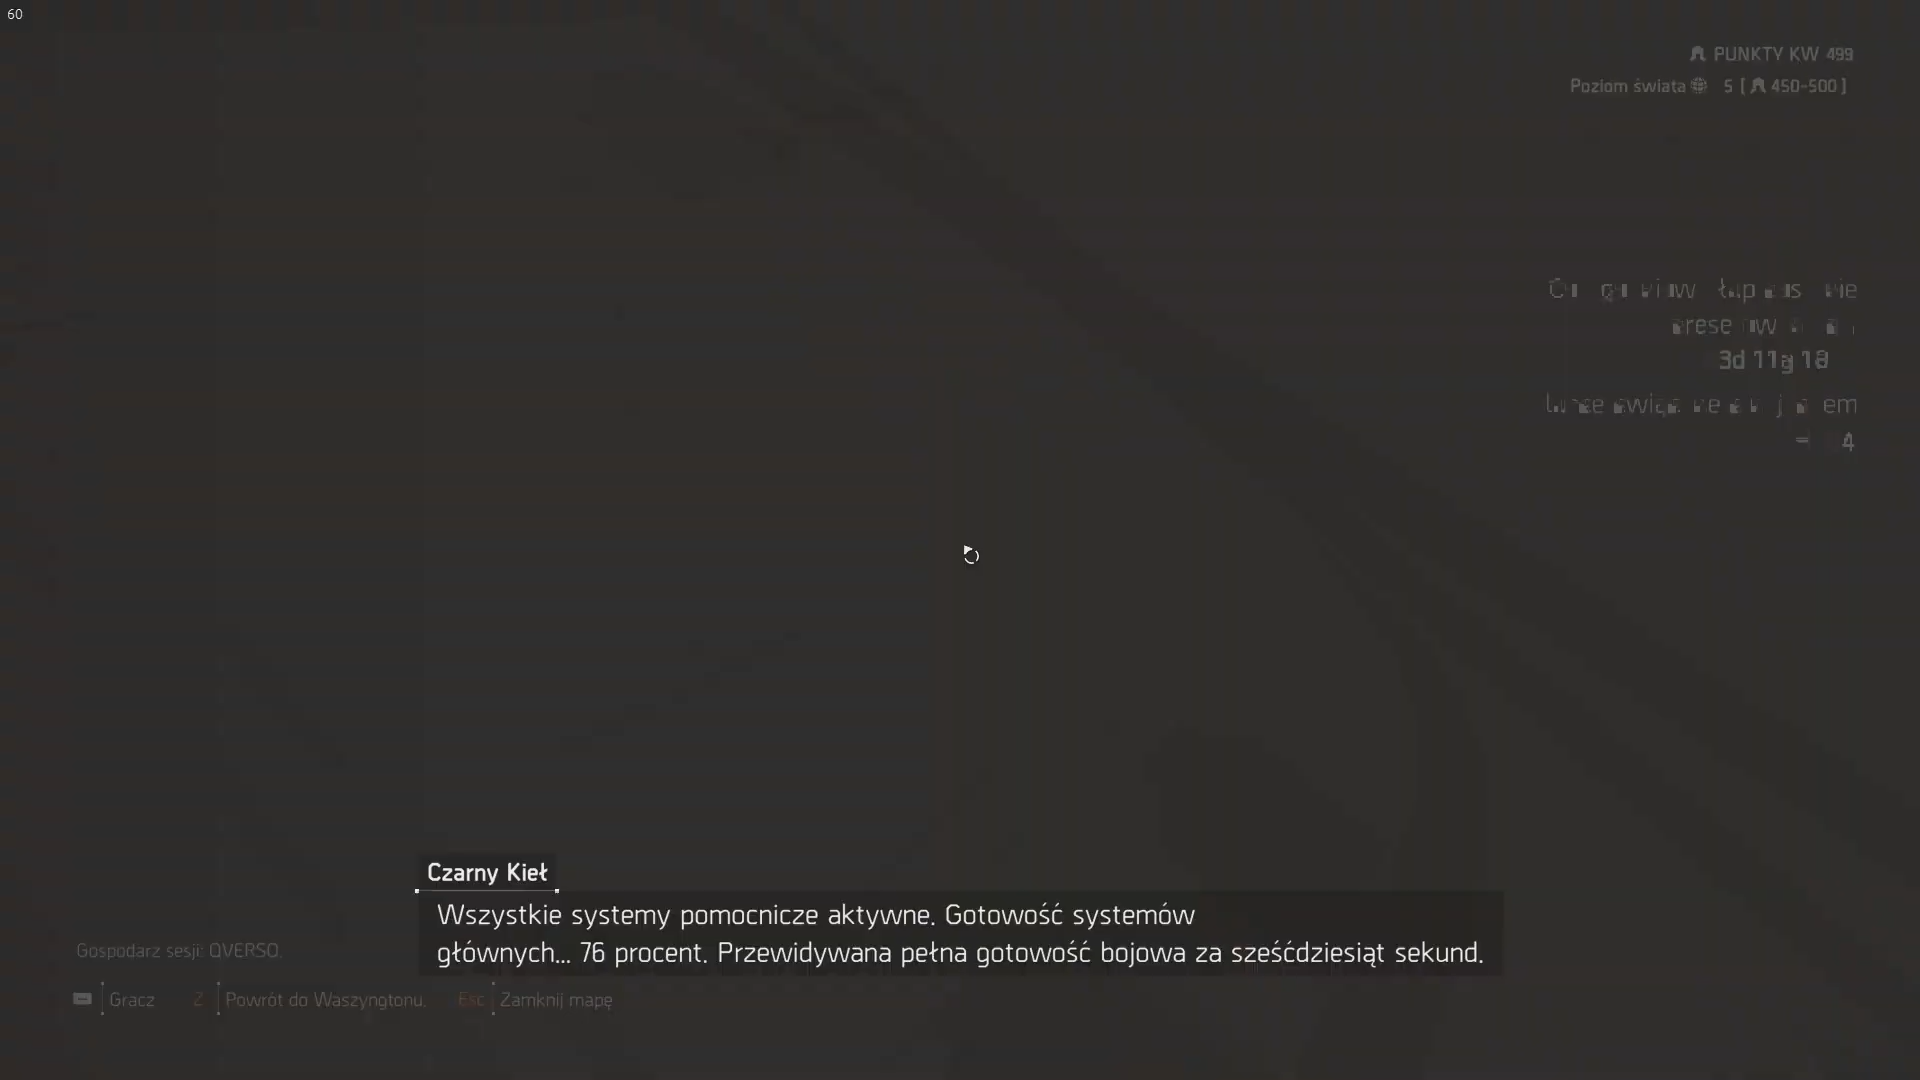 60
PUNKTY KW 499
Poziom świata 5 [ 450-500 ]
3d 11g 18
4
Czarny Kieł
Wszystkie systemy pomocnicze aktywne. Gotowość systemów
głównych... 76 procent. Przewidywana pełna gotowość bojowa za sześćdziesiąt sekund.
Gospodarz sesji: QVERSO.
Gracz Z Powrót do Waszyngtonu. Esc Zamknij mapę